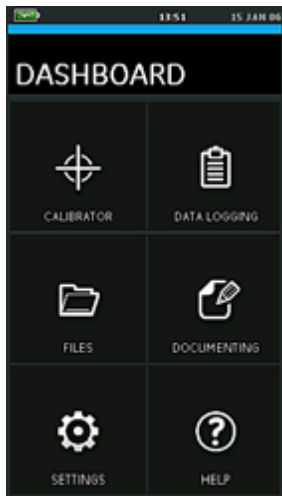 13:51 15 JAN 06
DASHBOARD
CALIBRATOR DATA LOGGING
FILES DOCUMENTING
SETTINGS HELP